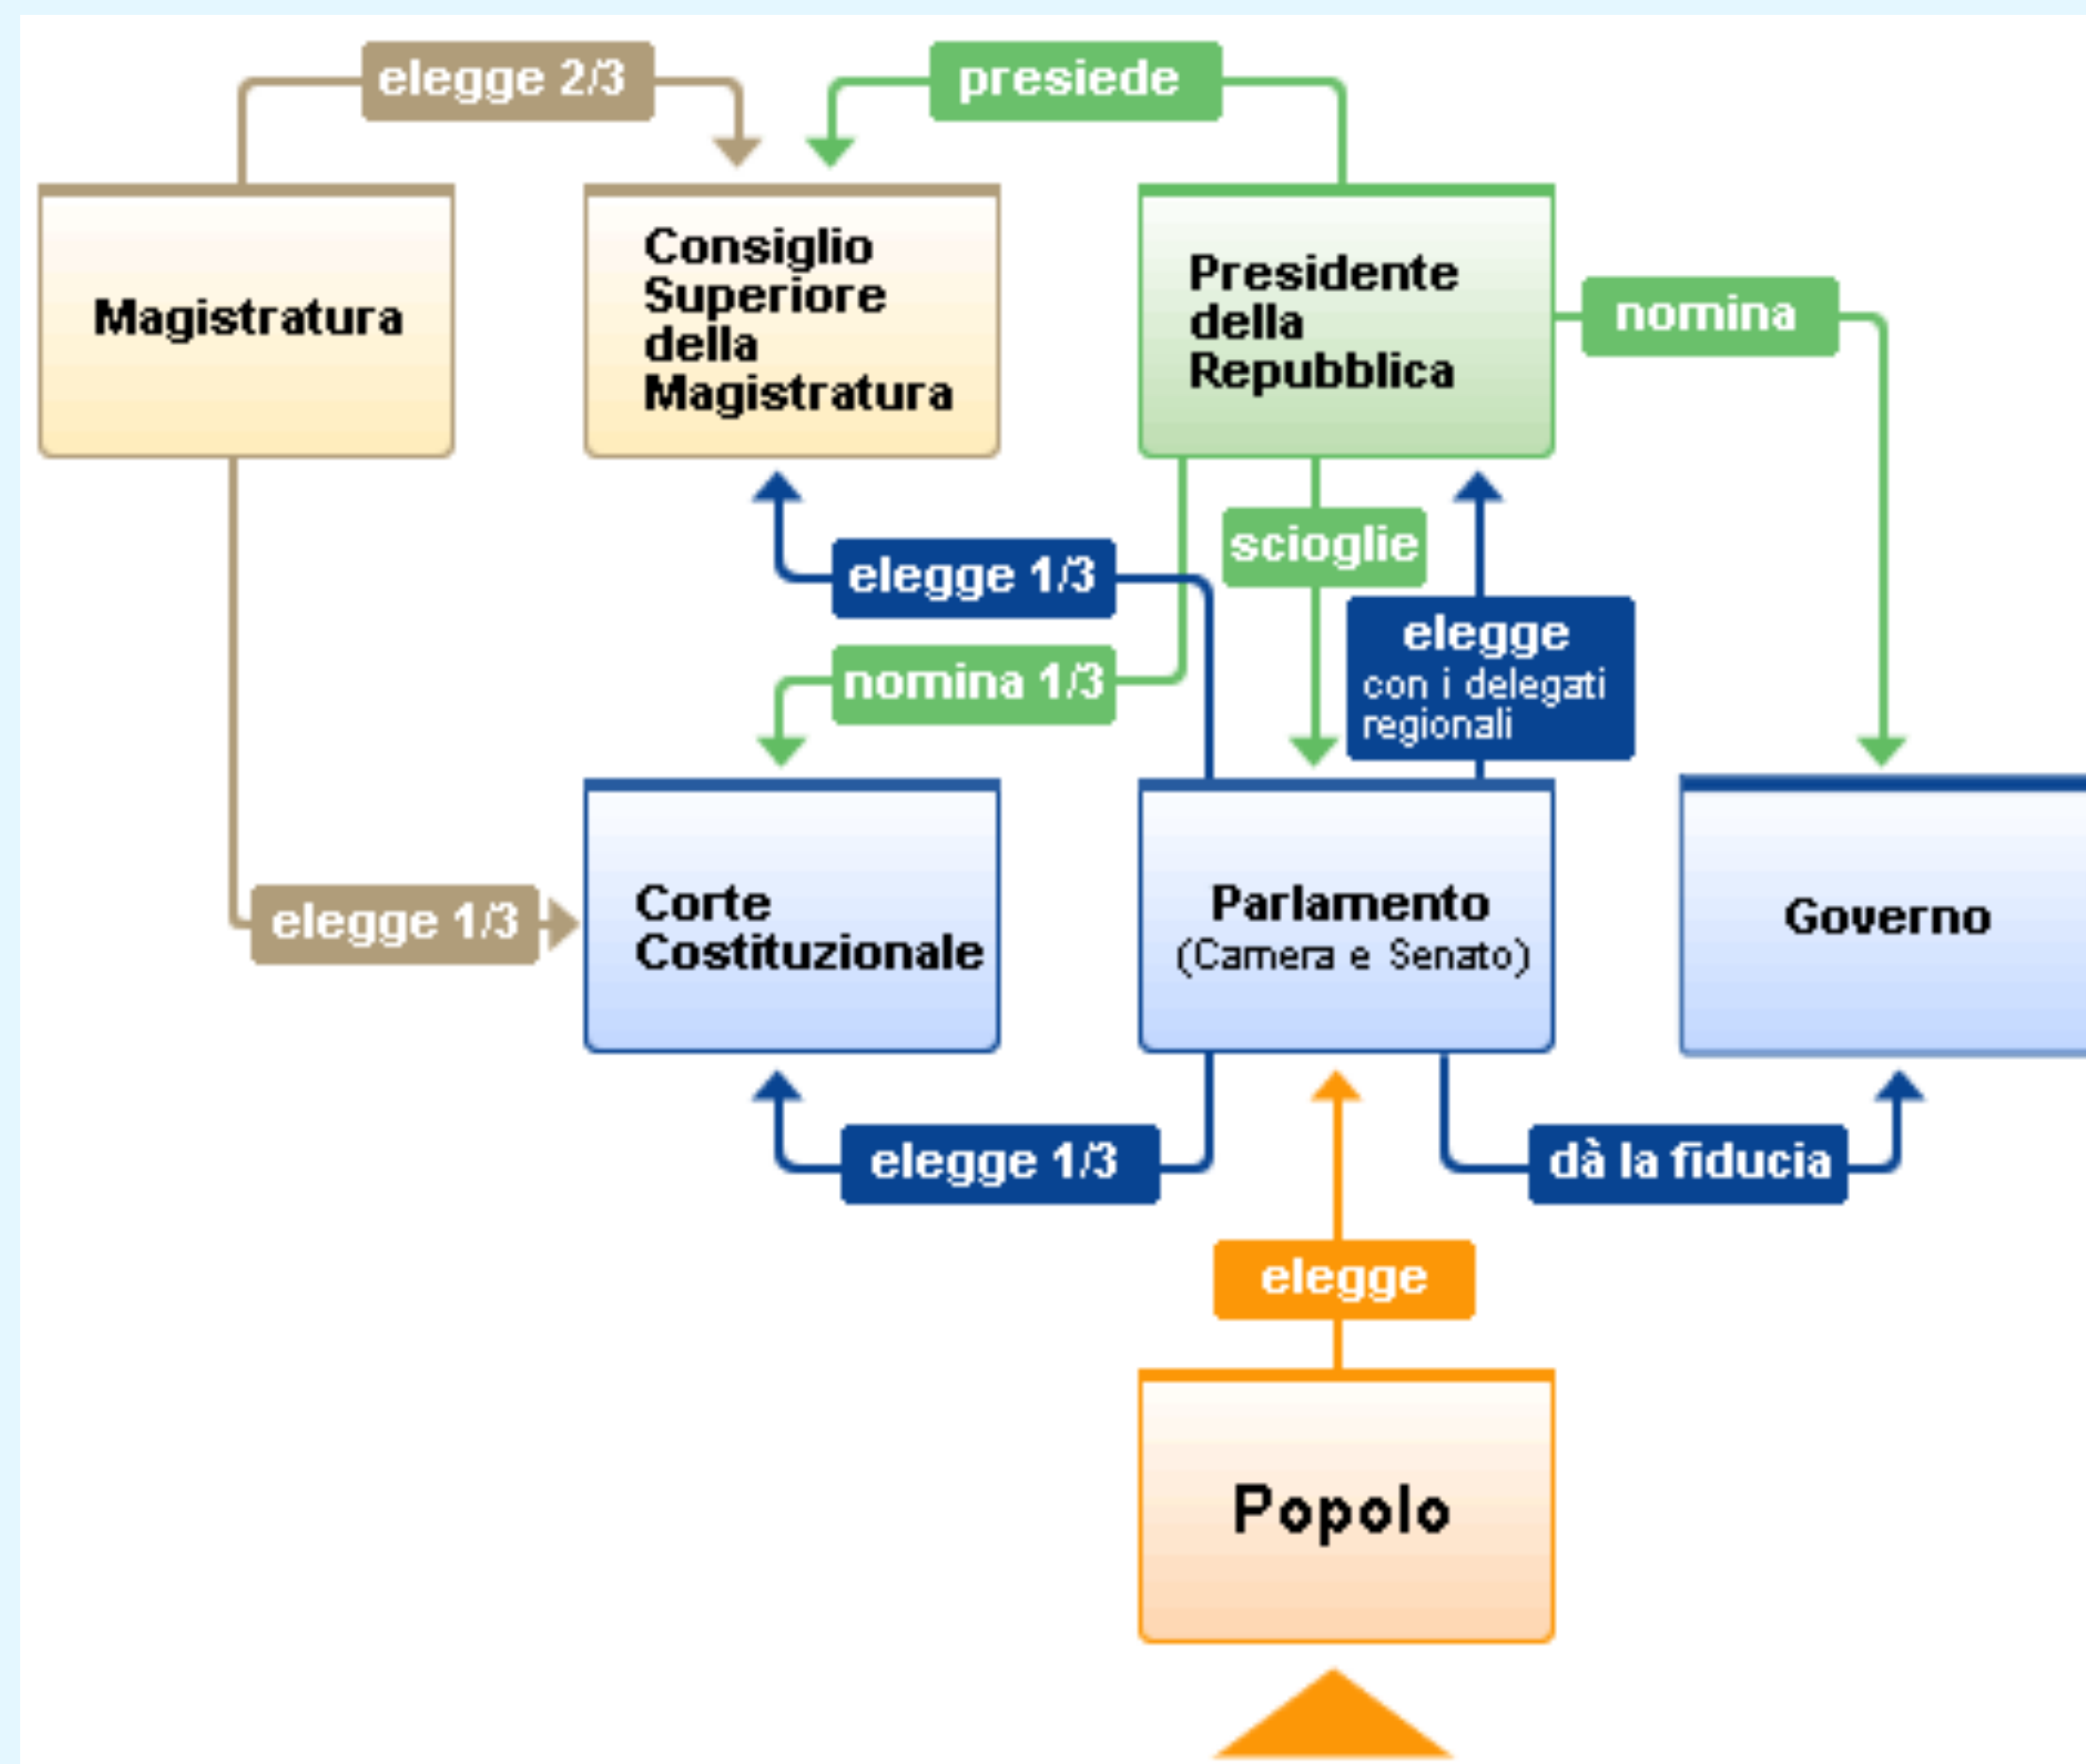 elegge 2/3
presiede
Magistratura
Consiglio
Superiore
della
Magistratura
Presidente
della
Repubblica
nomina
scioglie
elegge 1/3
elegge
con i delegati
regionali
nomina 1/3
elegge 1/3
Corte
Costituzionale
Parlamento
(Camera e Senato)
Governo
elegge 1/3
dà la fiducia
elegge
Popolo